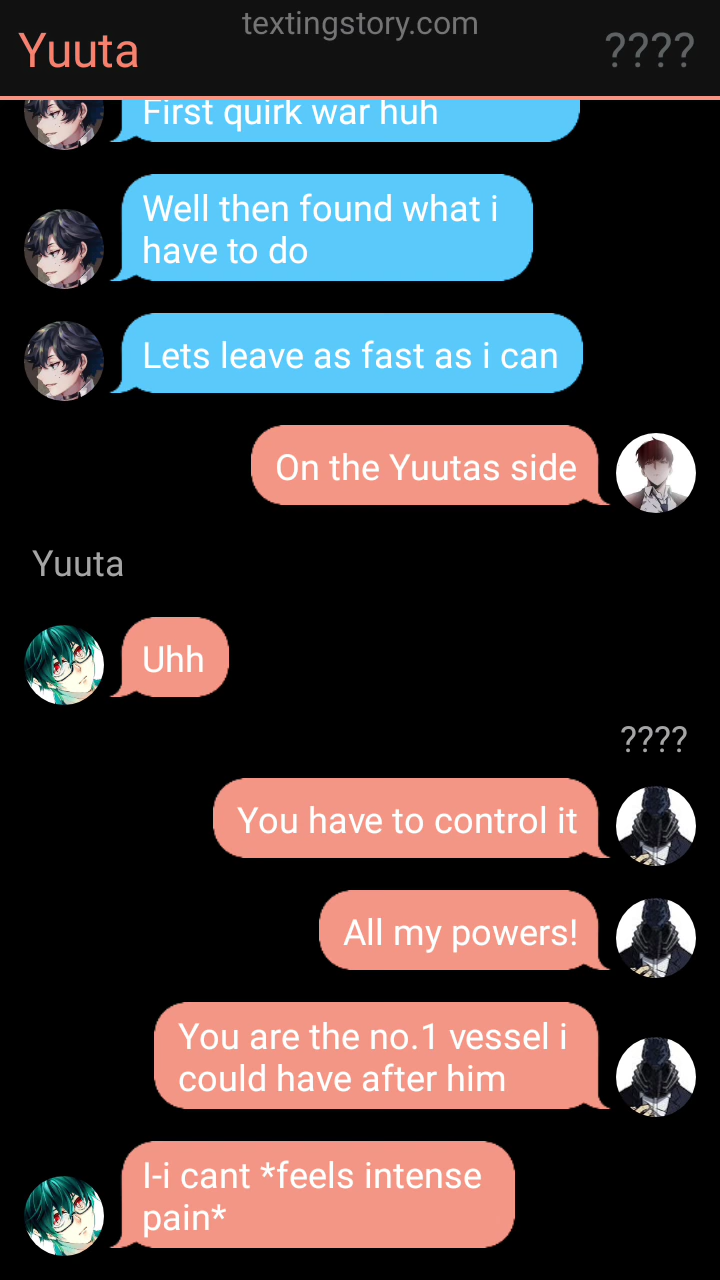 textingstory.com
Yuuta
????
First quirk war huh
Well then found what i
have to do
Lets leave as fast as i can
On the Yuutas side
Yuuta
Uhh
????
You have to control it
All my powers!
You are the no.1 vessel i
could have after him
I-i cant *feels intense
pain*